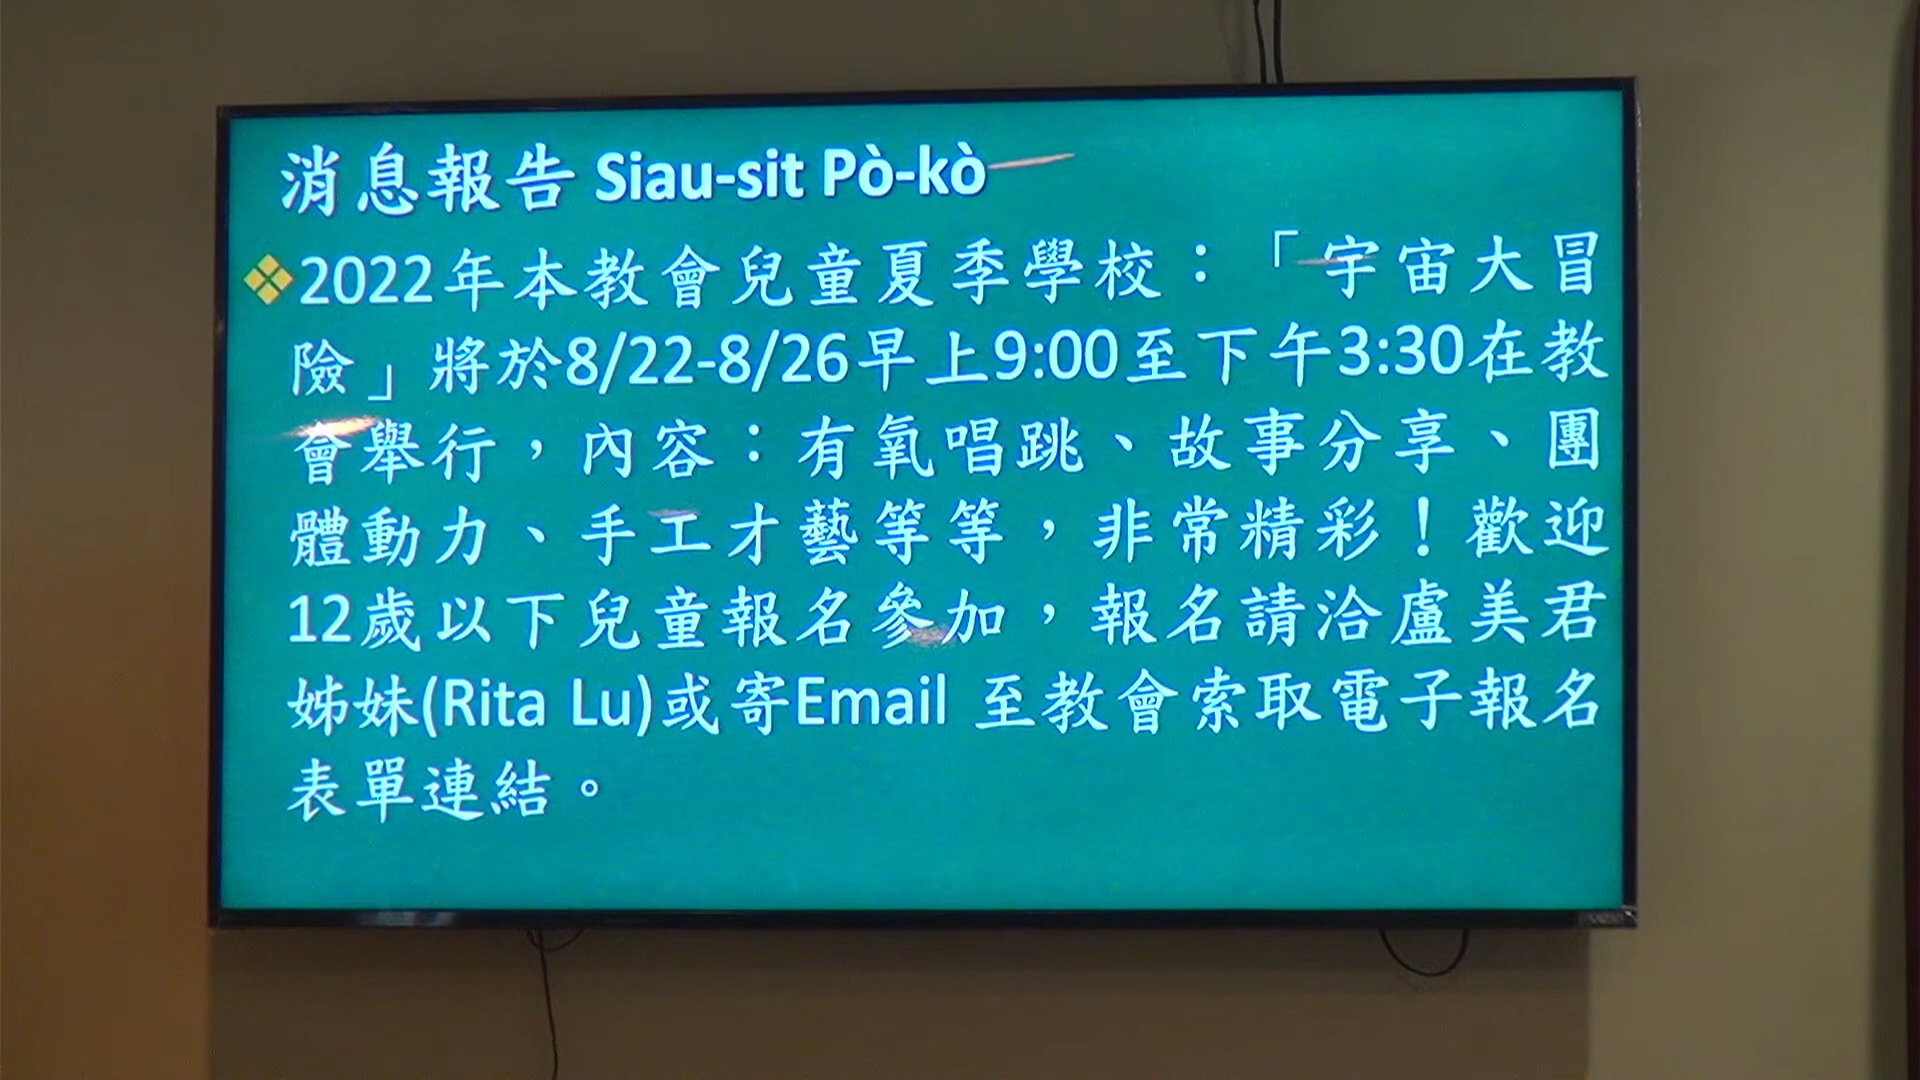 消息報告 Siau-sit Pò-kò
2022年本教會兒童夏季學校：「宇宙大冒
險」將於8/22-8/26早上9:00至下午3:30在教
會舉行，內容：有氧唱跳、故事分享、團
體動力、手工才藝等等，非常精彩！歡迎
12歲以下兒童報名參加，報名請洽盧美君
姊妹(Rita Lu)或寄Email 至教會索取電子報名
表單連結。